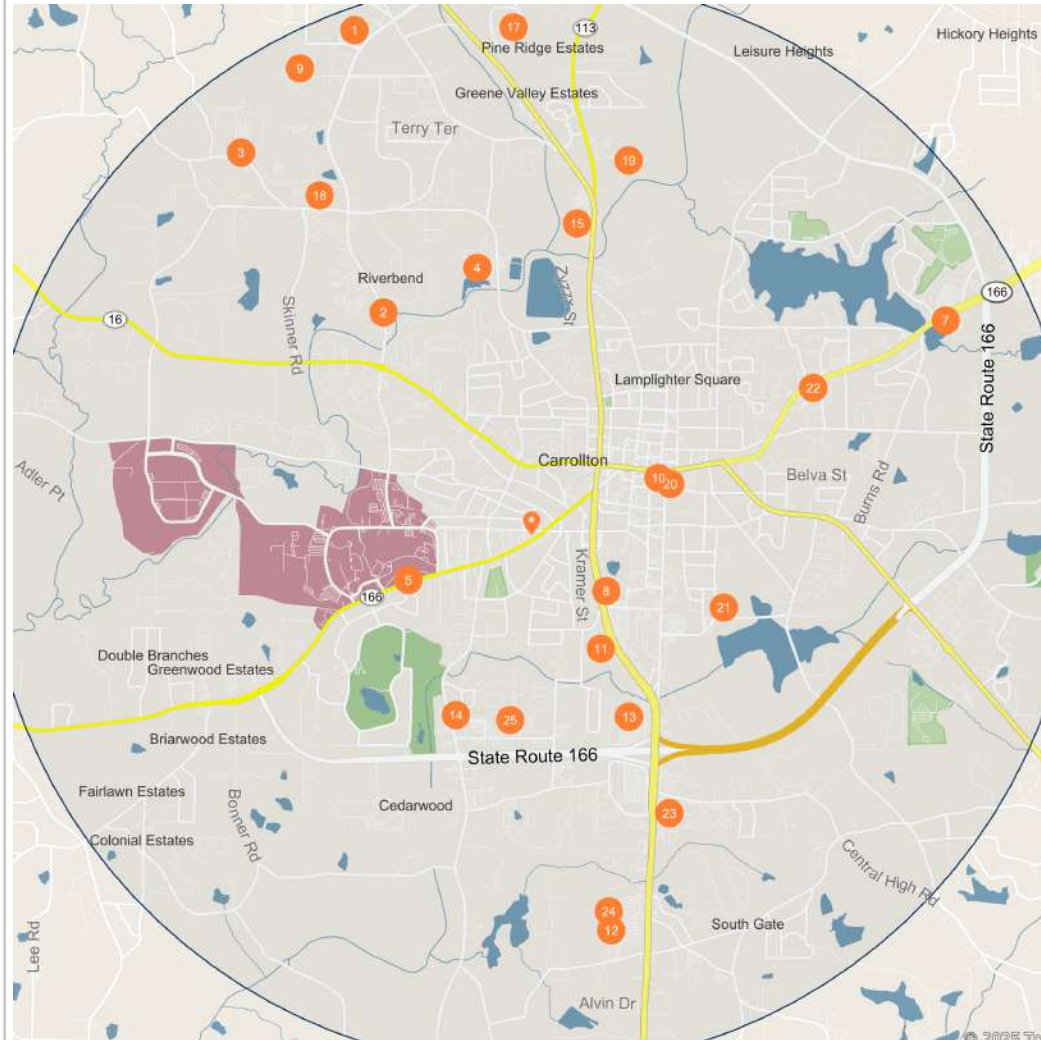 1
17
113
Hickory Heights
Pine Ridge Estates
Leisure Heights
9
Greene Valley Estates
Terry Ter
3
19
18
15
4
Zyzzx St
Riverbend
166
2
16
7
Skinner Rd
State Route 166
Lamplighter Square
22
Carrollton
10
20
Belva St
Burns Rd
Adler Pt
Kramer St
5
166
8
21
11
Double Branches
Greenwood Estates
14
25
13
Briarwood Estates
State Route 166
Fairlawn Estates
Cedarwood
23
Bonner Rd
Colonial Estates
Central High Rd
24
South Gate
12
Lee Rd
Alvin Dr
© 2025